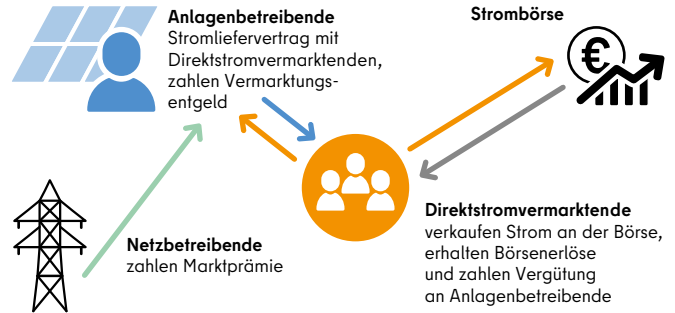 Anlagenbetreibende
Stromliefervertrag mit
Direktstromvermarktenden,
zahlen Vermarktungs-
entgeld
Strombörse
€
Netzbetreibende
zahlen Marktprämie
Direktstromvermarktende
verkaufen Strom an der Börse,
erhalten Börsenerlöse
und zahlen Vergütung
an Anlagenbetreibende